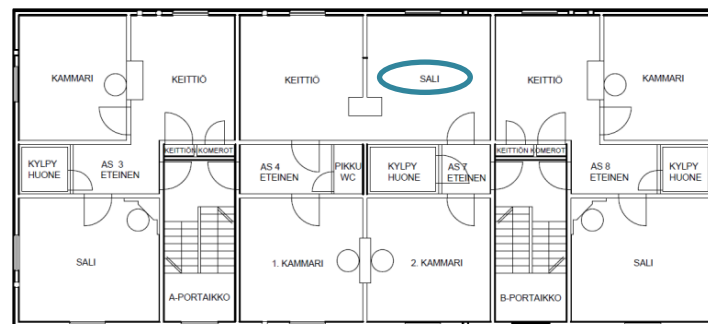 KAMMARI
KEITTIÖ
KEITTIÖ
SALI
KEITTIÖ
KAMMARI
KEITTIÖN KOMEROT
KEITTIÖN KOMEROT
KYLPY
HUONE
AS 3
ETEINEN
AS 4
ETEINEN
PIKKU
WC
KYLPY
HUONE
AS 7
ETEINEN
AS 8
ETEINEN
KYLPY
HUONE
SALI
1. KAMMARI
2. KAMMARI
SALI
A-PORTAIKKO
B-PORTAIKKO